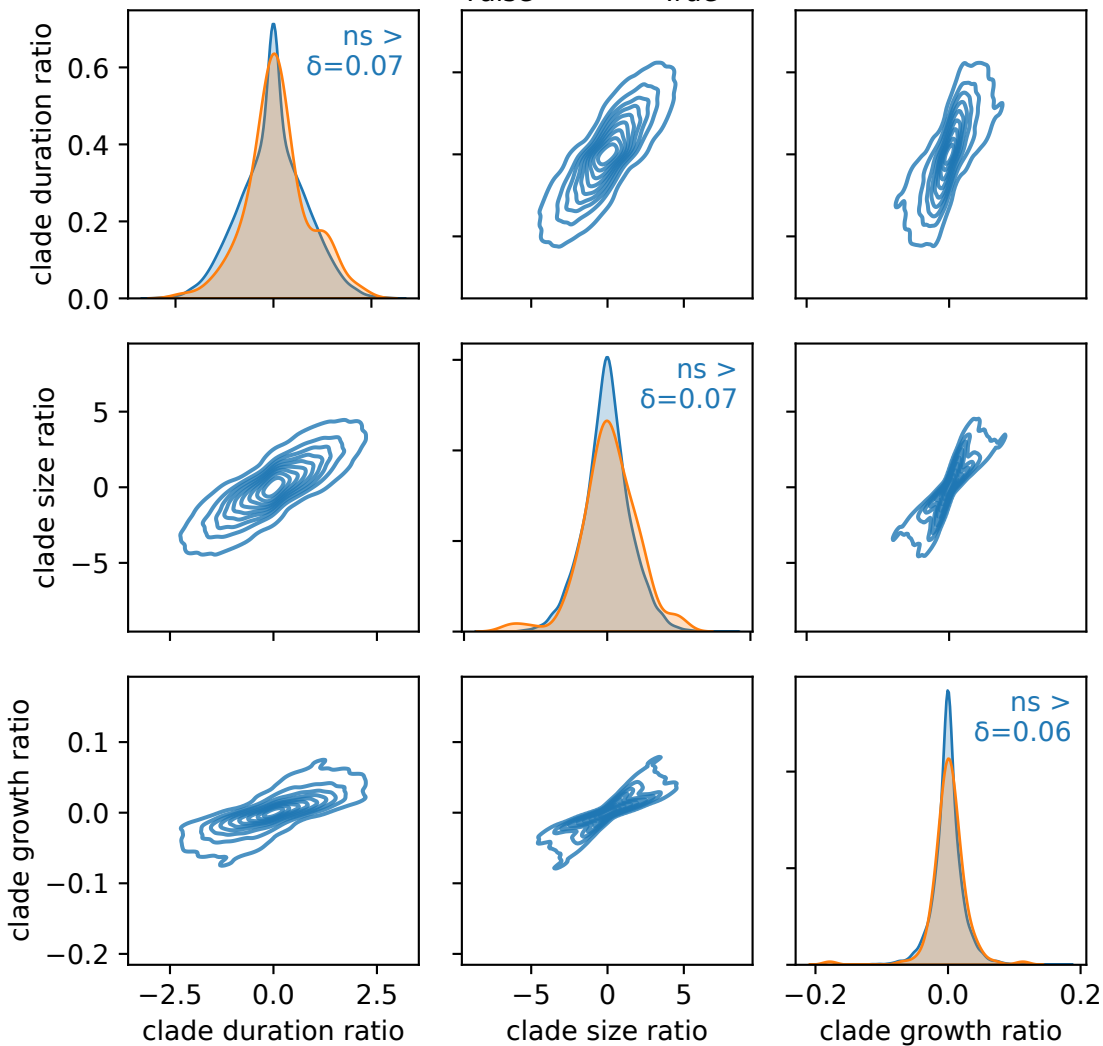 clade duration ratio
0.6
0.4
0.2
0.0
ns >
δ=0.07
clade size ratio
5
0
−5
ns >
δ=0.07
clade growth ratio
0.1
0.0
−0.1
−0.2
ns >
δ=0.06
−2.5 0.0 2.5
clade duration ratio
−5 0 5
clade size ratio
−0.2 0.0 0.2
clade growth ratio